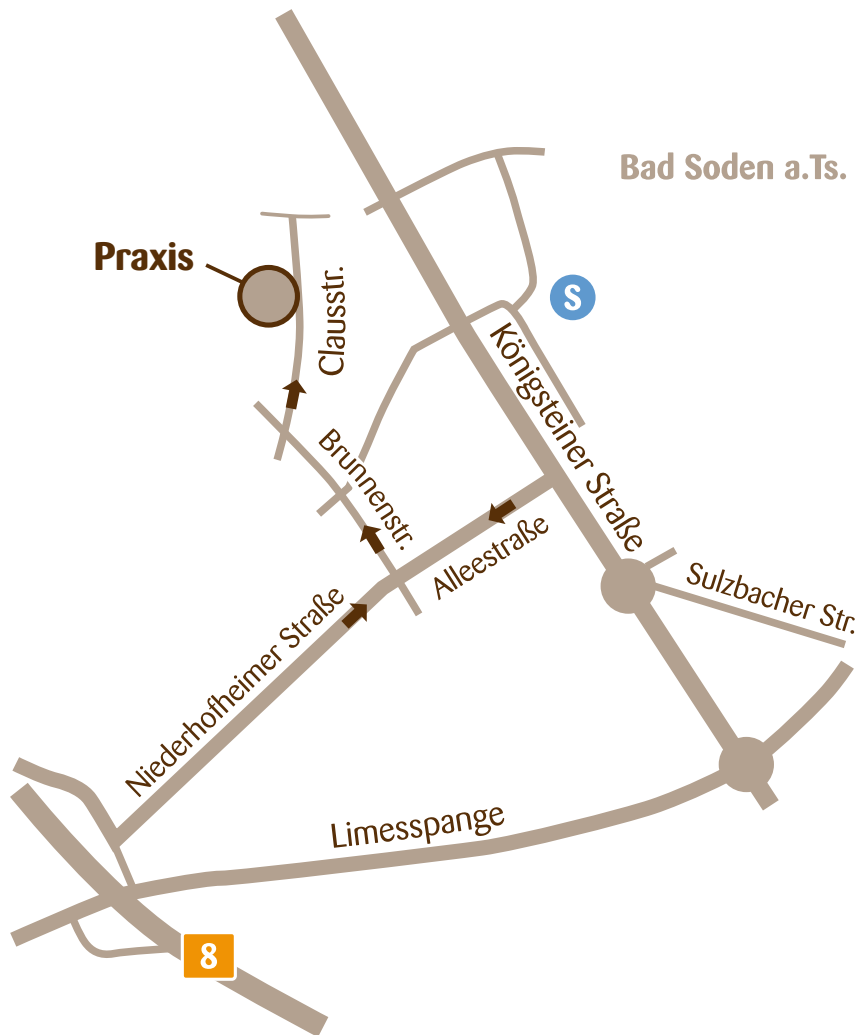 Bad Soden a.Ts.
Praxis
Clausstr.
S
Königsteiner Straße
Brunnenstr.
Alleestraße
Sulzbacher Str.
Niederhofheimer Straße
Limesspange
8